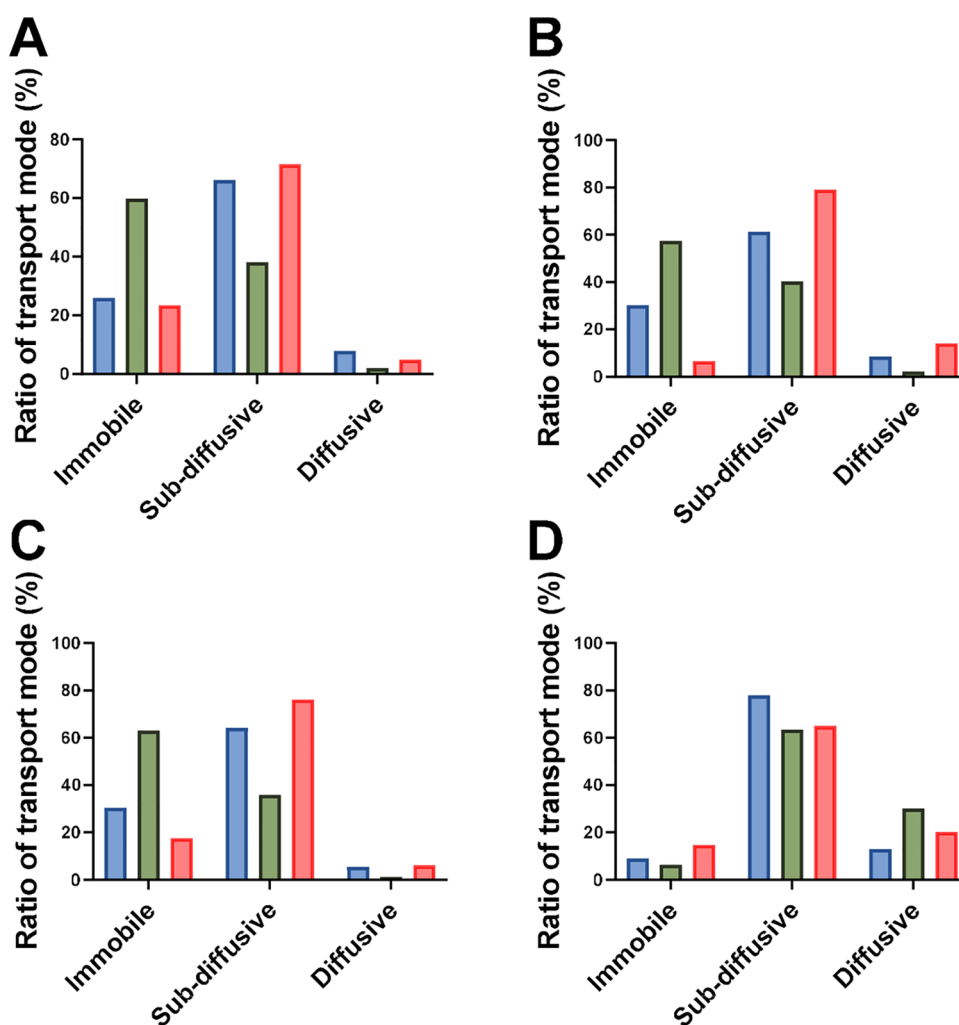 A
Ratio of transport mode (%)
80
60
40
20
0
Immobile
Sub-diffusive
Diffusive
B
Ratio of transport mode (%)
100
80
60
40
20
0
Immobile
Sub-diffusive
Diffusive
C
Ratio of transport mode (%)
100
80
60
40
20
0
Immobile
Sub-diffusive
Diffusive
D
Ratio of transport mode (%)
100
80
60
40
20
0
Immobile
Sub-diffusive
Diffusive